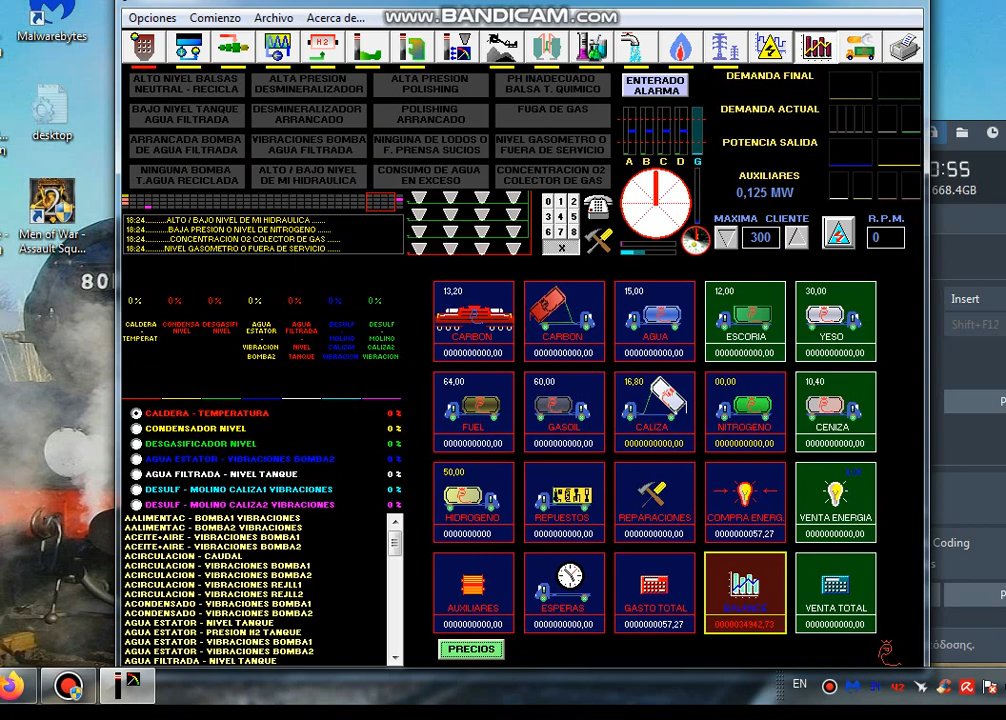 Malwarebytes
desktop
Men of War -
Assault Squ...
80
Opciones Comienzo Archivo Acerca de...
www.BANDICAM.com
H2
ALTO NIVEL BALSAS
NEUTRAL - RECICLA
ALTA PRESION
DESMINERALIZADOR
ALTA PRESION
POLISHING
PH INADECUADO
BALSA T. QUIMICO
BAJO NIVEL TANQUE
AGUA FILTRADA
DESMINERALIZADOR
ARRANCADO
POLISHING
ARRANCADO
FUGA DE GAS
ARRANCADA BOMBA
DE AGUA FILTRADA
VIBRACIONES BOMBA
AGUA FILTRADA
NINGUNA DE LODOS O
F. PRENSA SUCIOS
NIVEL GASOMETRO O
FUERA DE SERVICIO
NINGUNA BOMBA
T.AGUA RECICLADA
ALTO / BAJO NIVEL
DE MI HIDRAULICA
CONSUMO DE AGUA
EN EXCESO
CONCENTRACION O2
COLECTOR DE GAS
ENTERADO
ALARMA
A B C D G
DEMANDA FINAL
DEMANDA ACTUAL
POTENCIA SALIDA
AUXILIARES
0,125 MW
MAXIMA CLIENTE
300
R.P.M.
0
18:24.........ALTO / BAJO NIVEL DE MI HIDRAULICA ......
18:24..........BAJA PRESION O NIVEL DE NITROGENO ......
18:24..........CONCENTRACION O2 COLECTOR DE GAS ......
18:24........NIVEL GASOMETRO O FUERA DE SERVICIO ......
0 1 2
3 4 5
6 7 8
X
0% 0% 0% 0% 0% 0% 0%
CALDERA
-
TEMPERAT
CONDENSA
NIVEL
DESGASIFI
NIVEL
AGUA
ESTATOR
-
VIBRACION
BOMBA2
AGUA
FILTRADA
-
NIVEL
TANQUE
DESULF
-
MOLINO
CALIZA1
VIBRACION
DESULF
-
MOLINO
CALIZA2
VIBRACION
CALDERA - TEMPERATURA 0 %
CONDENSADOR NIVEL 0 %
DESGASIFICADOR NIVEL 0 %
AGUA ESTATOR - VIBRACIONES BOMBA2 0 %
AGUA FILTRADA - NIVEL TANQUE 0 %
DESULF - MOLINO CALIZA1 VIBRACIONES 0 %
DESULF - MOLINO CALIZA2 VIBRACIONES 0 %
AALIMENTAC - BOMBA1 VIBRACIONES
AALIMENTAC - BOMBA2 VIBRACIONES
ACEITE+AIRE - VIBRACIONES BOMBA1
ACEITE+AIRE - VIBRACIONES BOMBA2
ACIRCULACION - CAUDAL
ACIRCULACION - VIBRACIONES BOMBA1
ACIRCULACION - VIBRACIONES BOMBA2
ACIRCULACION - VIBRACIONES REJLL1
ACIRCULACION - VIBRACIONES REJLL2
ACONDENSADO - VIBRACIONES BOMBA1
ACONDENSADO - VIBRACIONES BOMBA2
AGUA ESTATOR - NIVEL TANQUE
AGUA ESTATOR - PRESION H2 TANQUE
AGUA ESTATOR - VIBRACIONES BOMBA1
AGUA ESTATOR - VIBRACIONES BOMBA2
AGUA FILTRADA - NIVEL TANQUE
13,20
CARBON
0000000000,00
CARBON
0000000000,00
15,00
AGUA
0000000000,00
12,00
ESCORIA
0000000000,00
30,00
YESO
0000000000,00
64,00
FUEL
0000000000,00
60,00
GASOIL
0000000000,00
16,80
CALIZA
0000000000,00
00,00
NITROGENO
0000000000,00
10,40
CENIZA
0000000000,00
50,00
HIDROGENO
0000000000
REPUESTOS
0000000000,00
REPARACIONES
0000000000,00
COMPRA ENERG.
0000000057,27
VENTA ENERGIA
0000000000,00
AUXILIARES
0000000000,00
ESPERAS
0000000000,00
GASTO TOTAL
0000000057,27
0000034942,73
VENTA TOTAL
0000000000,00
PRECIOS
:55
668.4GB
Insert
Shift+F12
Coding
όδοσης.
EN